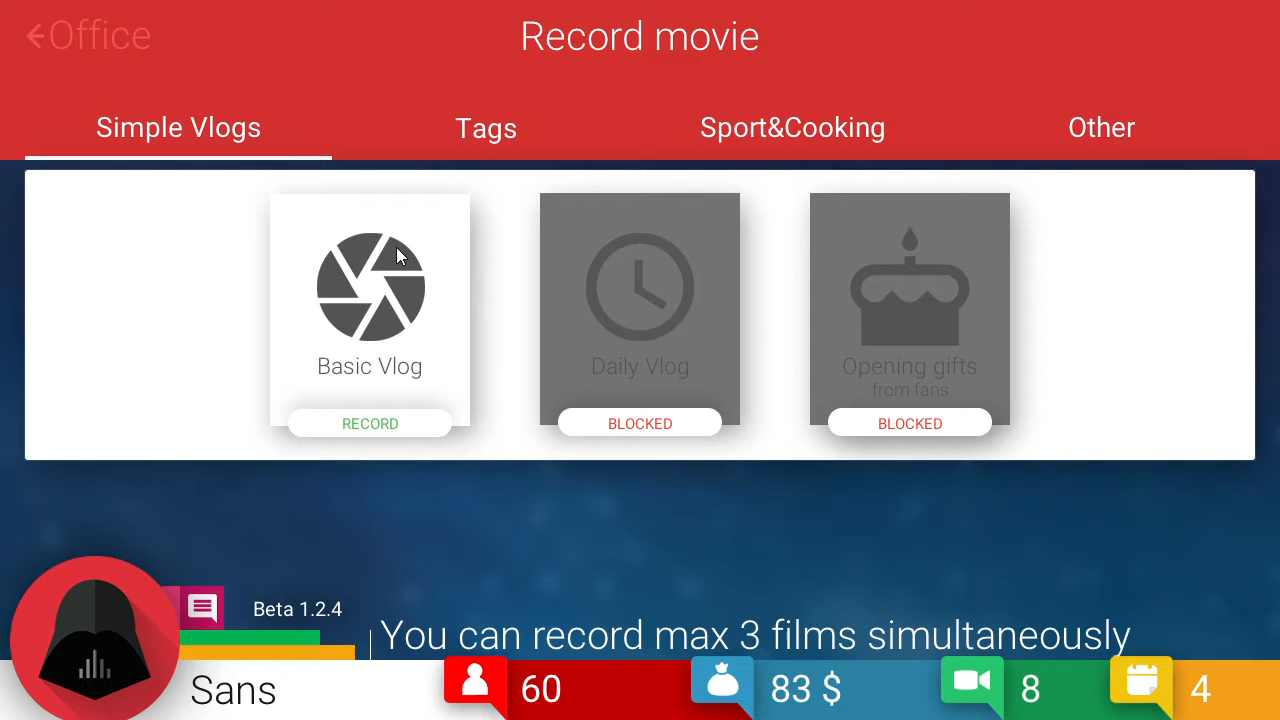 Office
Record movie
Simple Vlogs
Tags
Sport&Cooking
Other
Basic Vlog
RECORD
Daily Vlog
BLOCKED
Opening gifts
from fans
BLOCKED
Beta 1.2.4
You can record max 3 films simultaneously
Sans
60
83 $
8
4